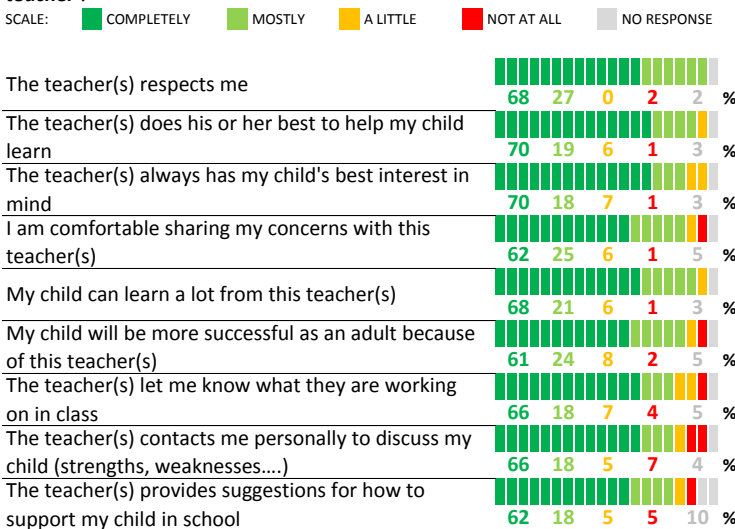 teacher?
SCALE: COMPLETELY MOSTLY A LITTLE NOT AT ALL NO RESPONSE
The teacher(s) respects me
68 27 0 2 2 %
The teacher(s) does his or her best to help my child
learn
70 19 6 1 3 %
The teacher(s) always has my child's best interest in
mind
70 18 7 1 3 %
I am comfortable sharing my concerns with this
teacher(s)
62 25 6 1 5 %
My child can learn a lot from this teacher(s)
68 21 6 1 3 %
My child will be more successful as an adult because
of this teacher(s)
61 24 8 2 5 %
The teacher(s) let me know what they are working
on in class
66 18 7 4 5 %
The teacher(s) contacts me personally to discuss my
child (strengths, weaknesses....)
66 18 5 7 4 %
The teacher(s) provides suggestions for how to
support my child in school
62 18 5 5 10 %